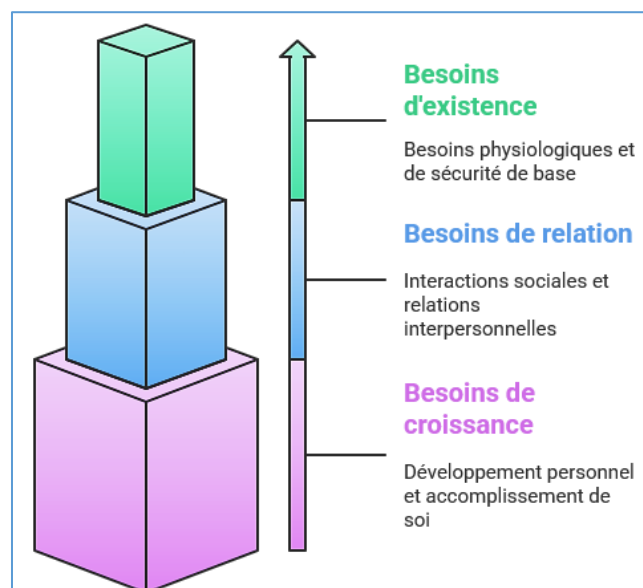 Besoins
d'existence
Besoins physiologiques et
de sécurité de base
Besoins de relation
Interactions sociales et
relations
interpersonnelles
Besoins de
croissance
Développement personnel
et accomplissement de
soi